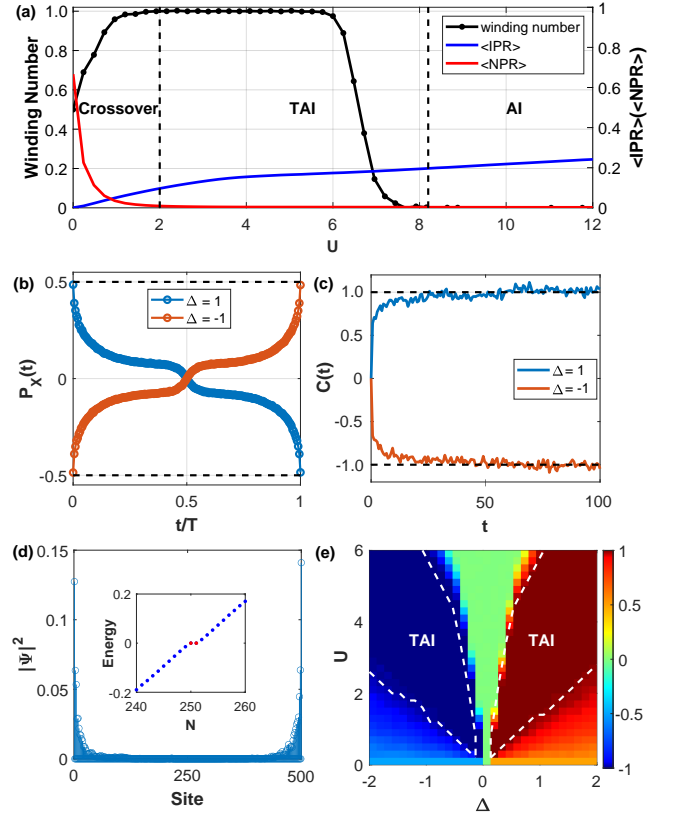 (a)
1.0
0.8
0.6
0.4
0.2
0
Winding Number
Crossover
TAI
AI
winding number
<IPR>
<NPR>
1
0.8
0.6
0.4
0.2
0
<IPR>(<NPR>)
0 2 4 6 8 10 12
U
(b)
0.5
0
-0.5
P_X(t)
Δ = 1
Δ = -1
0 0.5 1
t/T
(c)
1.0
0.5
0
-0.5
-1.0
C(t)
Δ = 1
Δ = -1
0 50 100
t
(d)
0.15
0.1
0.05
0
|Ψ|²
0.2
0
-0.2
Energy
240 260
N
0 250 500
Site
(e)
6
4
2
0
U
TAI TAI
-2 -1 0 1 2
Δ
1
0.5
0
-0.5
-1